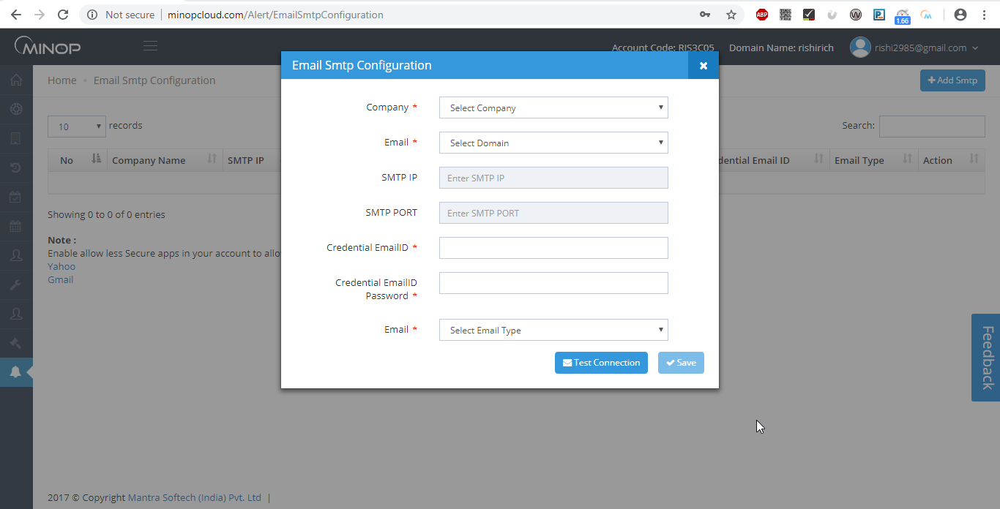 Not secure | minopcloud.com/Alert/EmailSmtpConfiguration
ABP
1.66
MINOP
Account Code: RIS3C05 Domain Name: rishirich rishi2985@gmail.com
Home • Email Smtp Configuration
+ Add Smtp
10 records
Search:
No Company Name SMTP IP
dential Email ID Email Type Action
Showing 0 to 0 of 0 entries
Note :
Enable allow less Secure apps in your account to allo
Yahoo
Gmail
Email Smtp Configuration
Company * Select Company
Email * Select Domain
SMTP IP Enter SMTP IP
SMTP PORT Enter SMTP PORT
Credential EmailID *
Credential EmailID
Password *
Email * Select Email Type
Test Connection Save
Feedback
2017 © Copyright Mantra Softech (India) Pvt. Ltd |